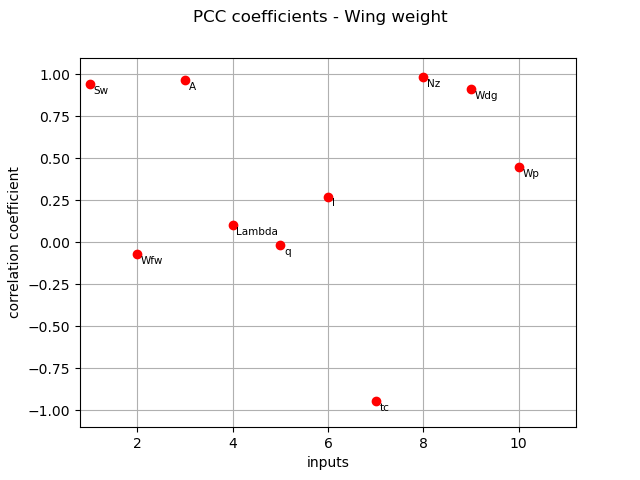 PCC coefficients - Wing weight
correlation coefficient
1.00
0.75
0.50
0.25
0.00
−0.25
−0.50
−0.75
−1.00
Sw
Wfw
A
Lambda
q
l
tc
Nz
Wdg
Wp
2
4
6
8
10
inputs